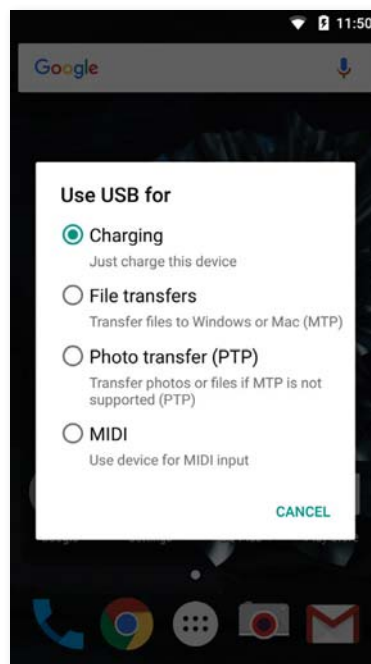 11:50
Google
Use USB for
Charging
Just charge this device
File transfers
Transfer files to Windows or Mac (MTP)
Photo transfer (PTP)
Transfer photos or files if MTP is not
supported (PTP)
MIDI
Use device for MIDI input
CANCEL